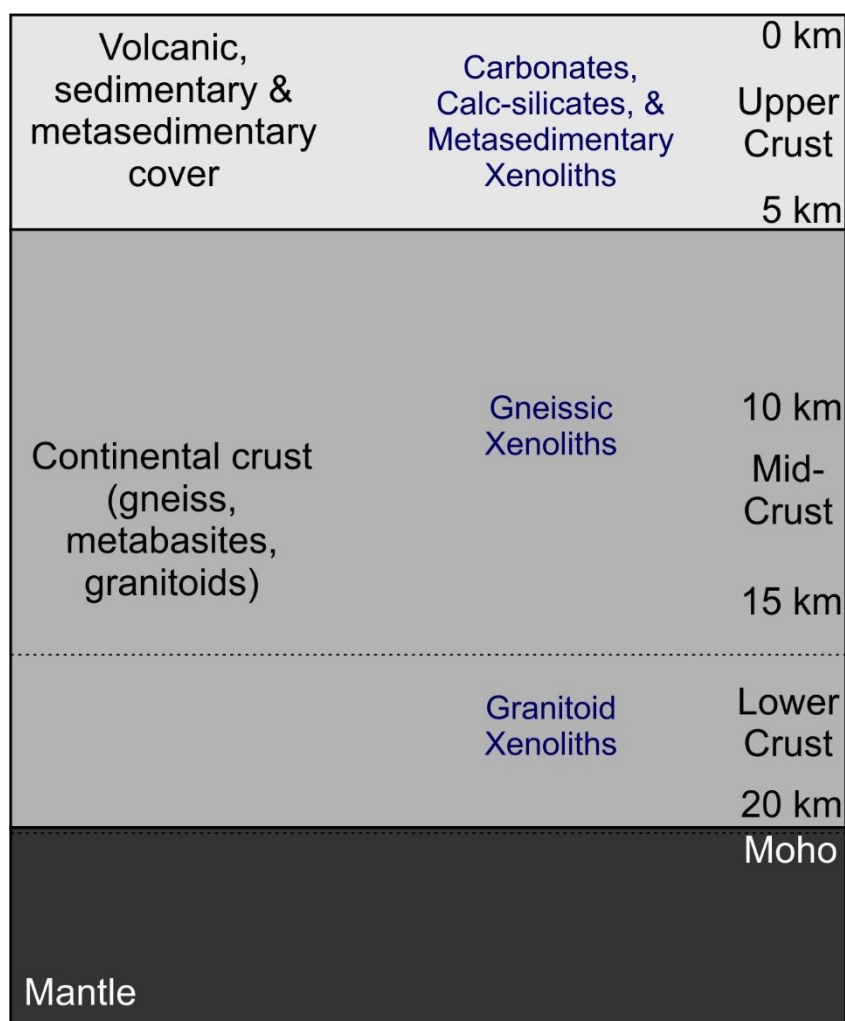 Volcanic,
sedimentary &
metasedimentary
cover
Carbonates,
Calc-silicates, &
Metasedimentary
Xenoliths
0 km
Upper
Crust
5 km
Continental crust
(gneiss,
metabasites,
granitoids)
Gneissic
Xenoliths
10 km
Mid-
Crust
15 km
Granitoid
Xenoliths
Lower
Crust
20 km
Moho
Mantle